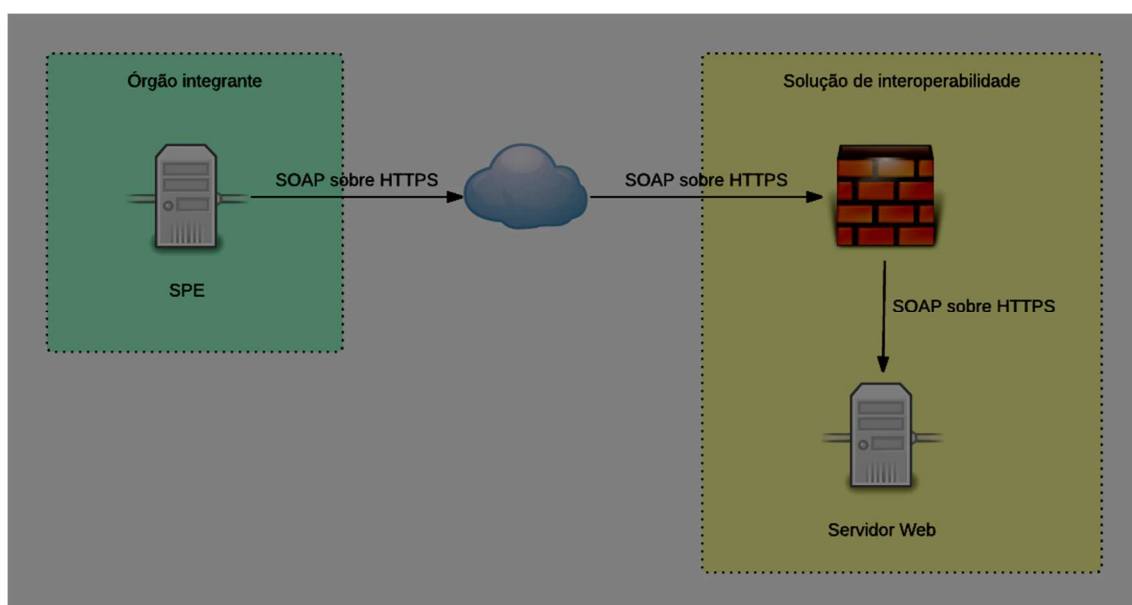 Órgão integrante
Solução de interoperabilidade
SOAP sobre HTTPS
SOAP sobre HTTPS
SPE
SOAP sobre HTTPS
Servidor Web